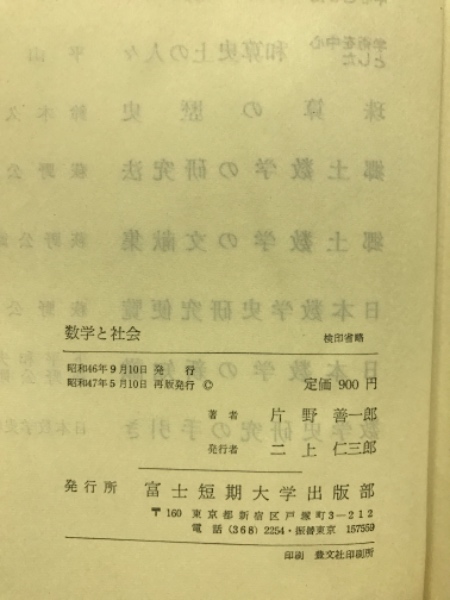 数学と社会 検印省略
昭和46年9月10日 発 行
昭和47年5月10日 再版発行 ©
定価 900 円
著者 片野善一郎
発行者 二上仁三郎
発行所 富士短期大学出版部
〒160 東京都新宿区戸塚町3-212
電話 (368) 2254・振替東京 157559
印刷 豊文社印刷所